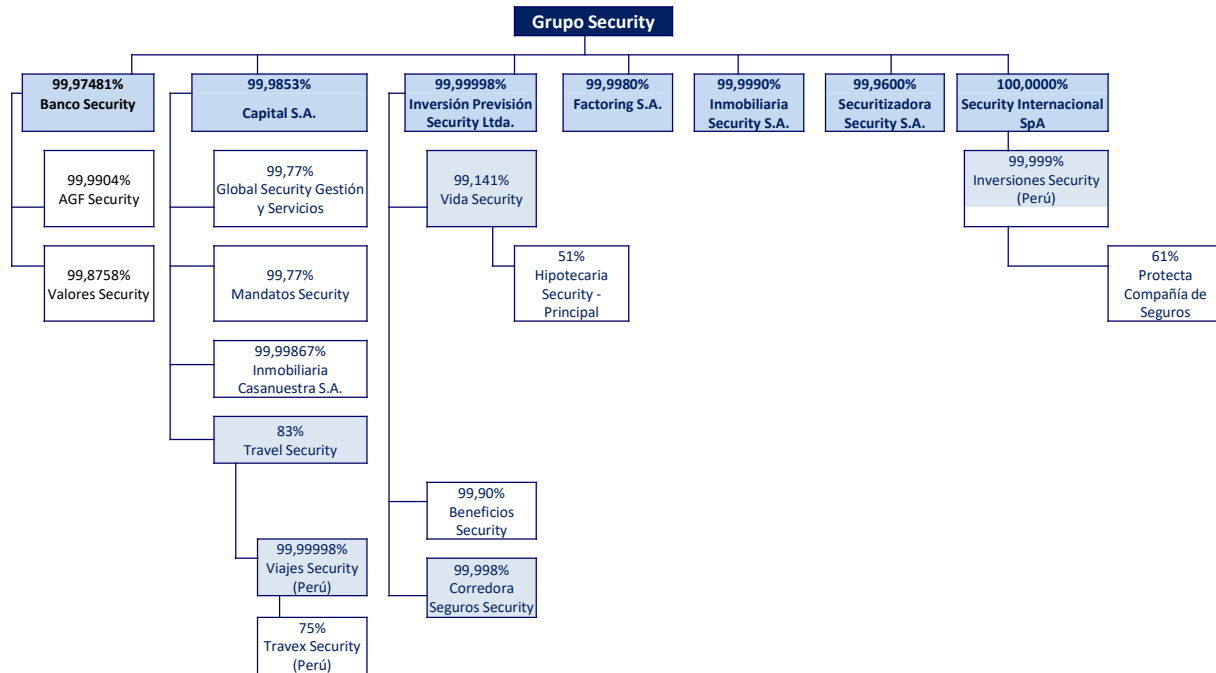 Grupo Security
99,97481%
Banco Security
99,9853%
Capital S.A.
99,99998%
Inversión Previsión
Security Ltda.
99,9980%
Factoring S.A.
99,9990%
Inmobiliaria
Security S.A.
99,9600%
Securitizadora
Security S.A.
100,0000%
Security Internacional
SpA
99,9904%
AGF Security
99,77%
Global Security Gestión
y Servicios
99,141%
Vida Security
99,999%
Inversiones Security
(Perú)
99,8758%
Valores Security
99,77%
Mandatos Security
51%
Hipotecaria
Security -
Principal
61%
Protecta
Compañía de
Seguros
99,99867%
Inmobiliaria
Casanuestra S.A.
83%
Travel Security
99,90%
Beneficios
Security
99,99998%
Viajes Security
(Perú)
99,998%
Corredora
Seguros Security
75%
Travex Security
(Perú)